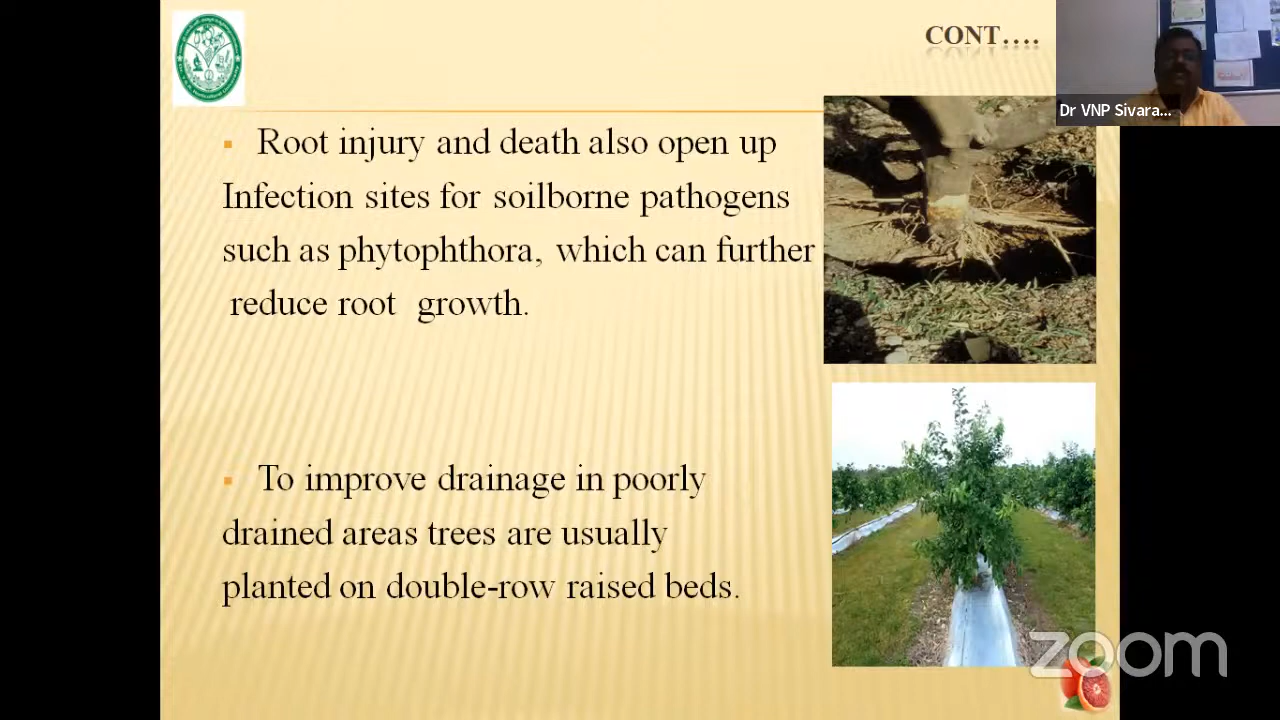 CONT....
Dr VNP Sivara...
Root injury and death also open up
Infection sites for soilborne pathogens
such as phytophthora, which can further
reduce root growth.
To improve drainage in poorly
drained areas trees are usually
planted on double-row raised beds.
zoom